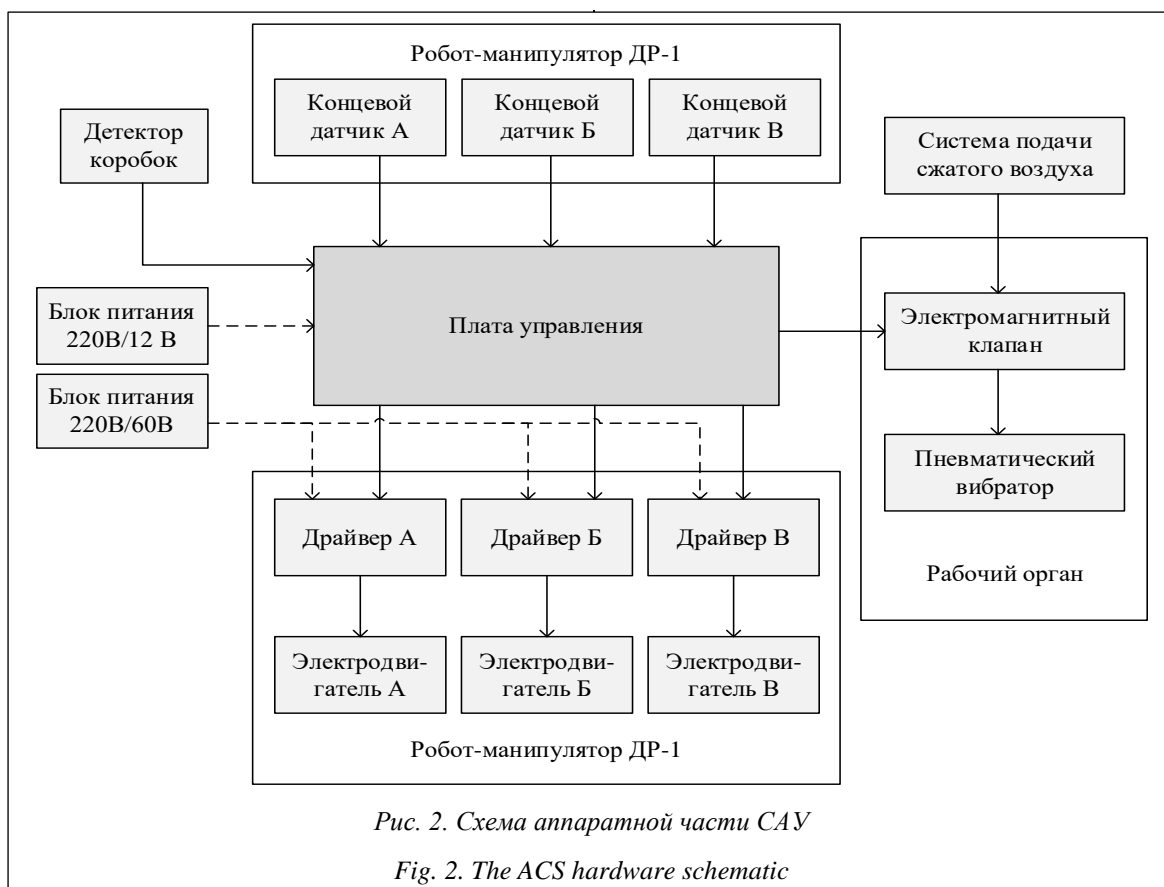 Робот-манипулятор ДР-1
Концевой
датчик А
Концевой
датчик Б
Концевой
датчик В
Детектор
коробок
Система подачи
сжатого воздуха
Блок питания
220В/12 В
Плата управления
Электромагнитный
клапан
Блок питания
220В/60В
Пневматический
вибратор
Рабочий орган
Драйвер А
Драйвер Б
Драйвер В
Электродви-
гатель А
Электродви-
гатель Б
Электродви-
гатель В
Робот-манипулятор ДР-1
Рис. 2. Схема аппаратной части САУ
Fig. 2. The ACS hardware schematic